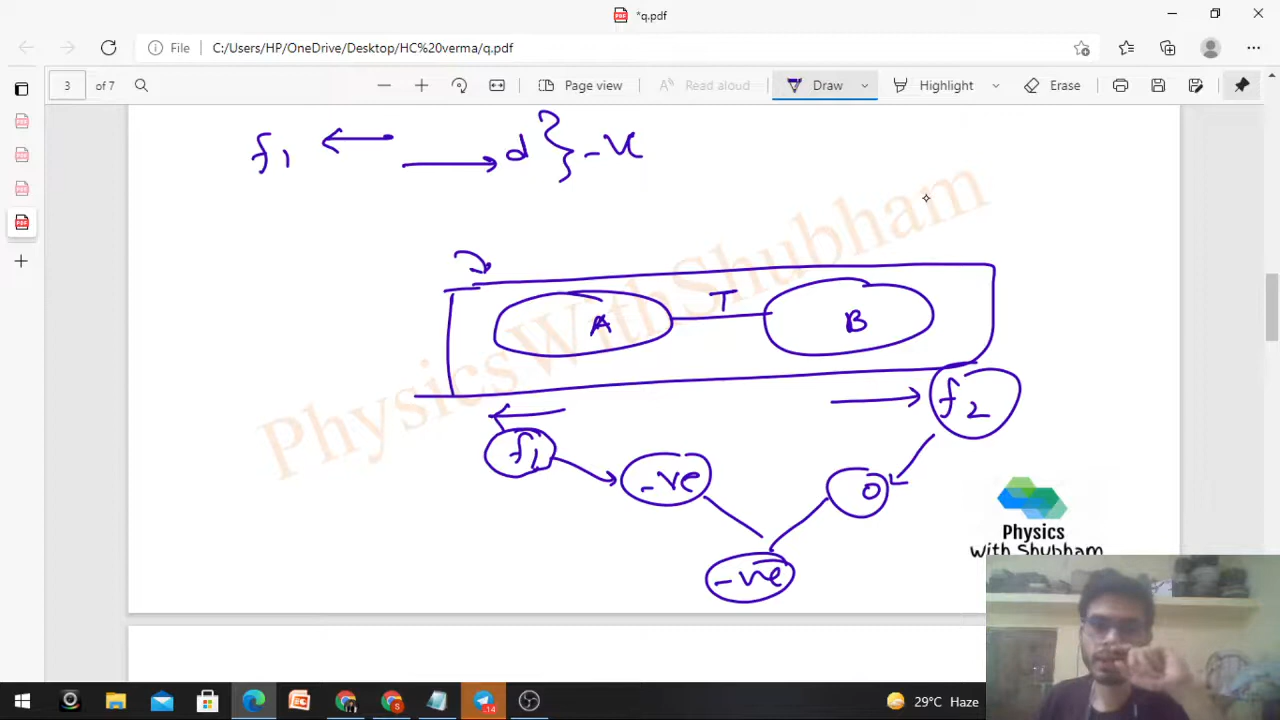 *q.pdf
File C:/Users/HP/OneDrive/Desktop/HC%20verma/q.pdf
3 of 7 Page view Read aloud Draw Highlight Erase
f1 d } -ve
PhysicsWithShubham
T
A B
f2
f1
-ve 0
-ve
Physics
with Shubham
14
29°C Haze